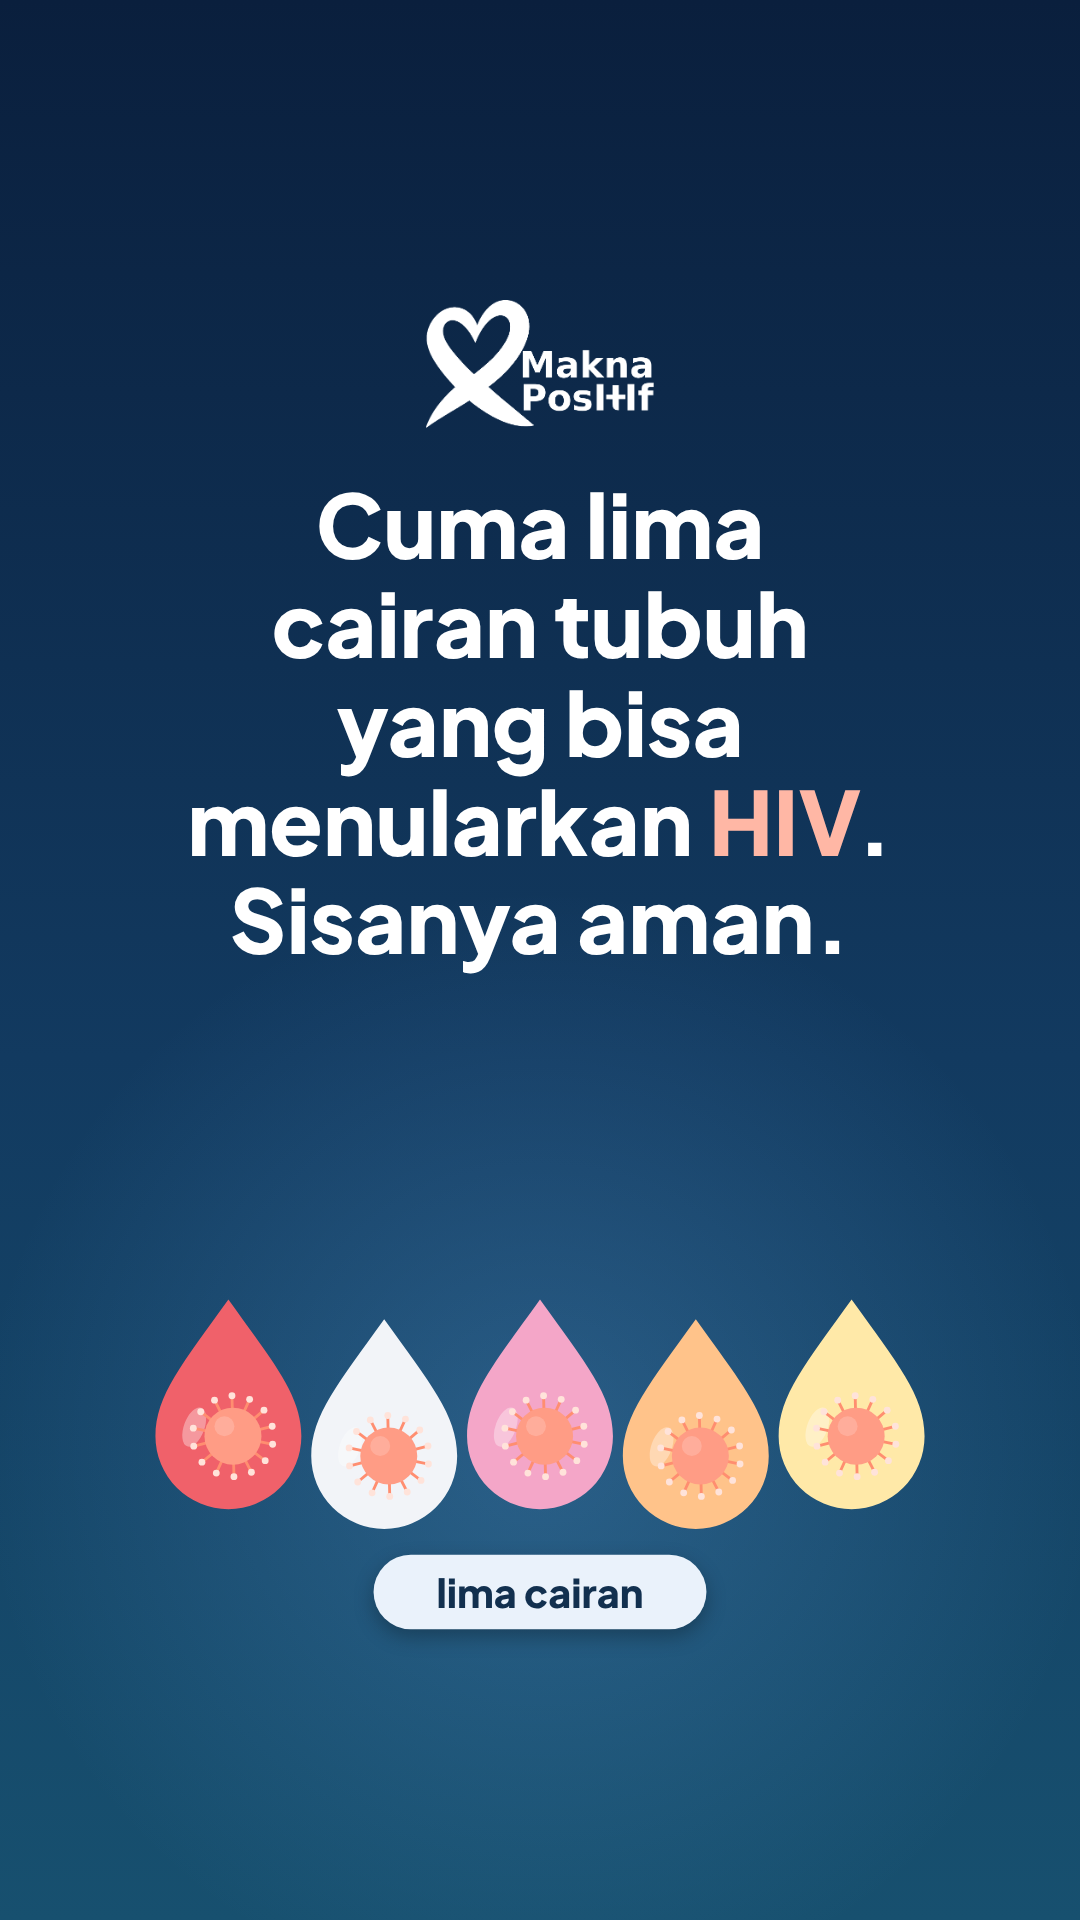 Makna
PosItIf
Cuma lima
cairan tubuh
yang bisa
menularkan HIV.
Sisanya aman.
lima cairan